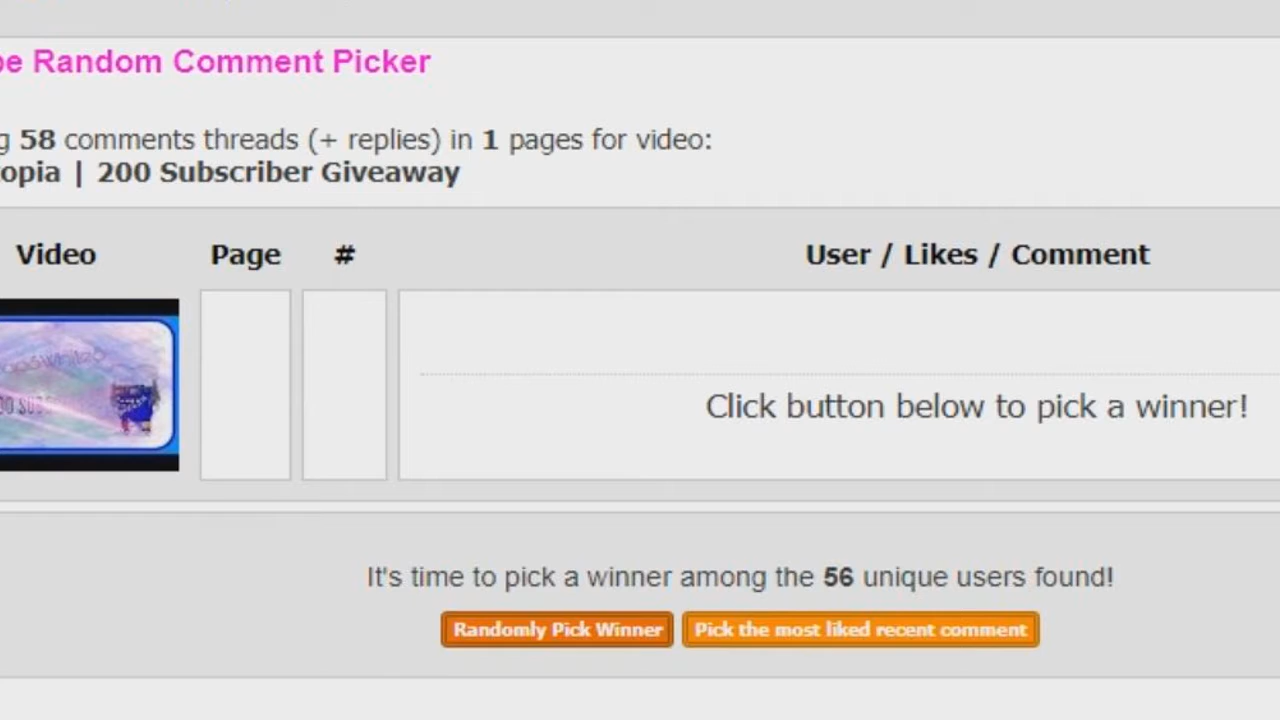 be Random Comment Picker
g 58 comments threads (+ replies) in 1 pages for video:
opia | 200 Subscriber Giveaway
Video Page # User / Likes / Comment
Click button below to pick a winner!
It's time to pick a winner among the 56 unique users found!
Randomly Pick Winner Pick the most liked recent comment